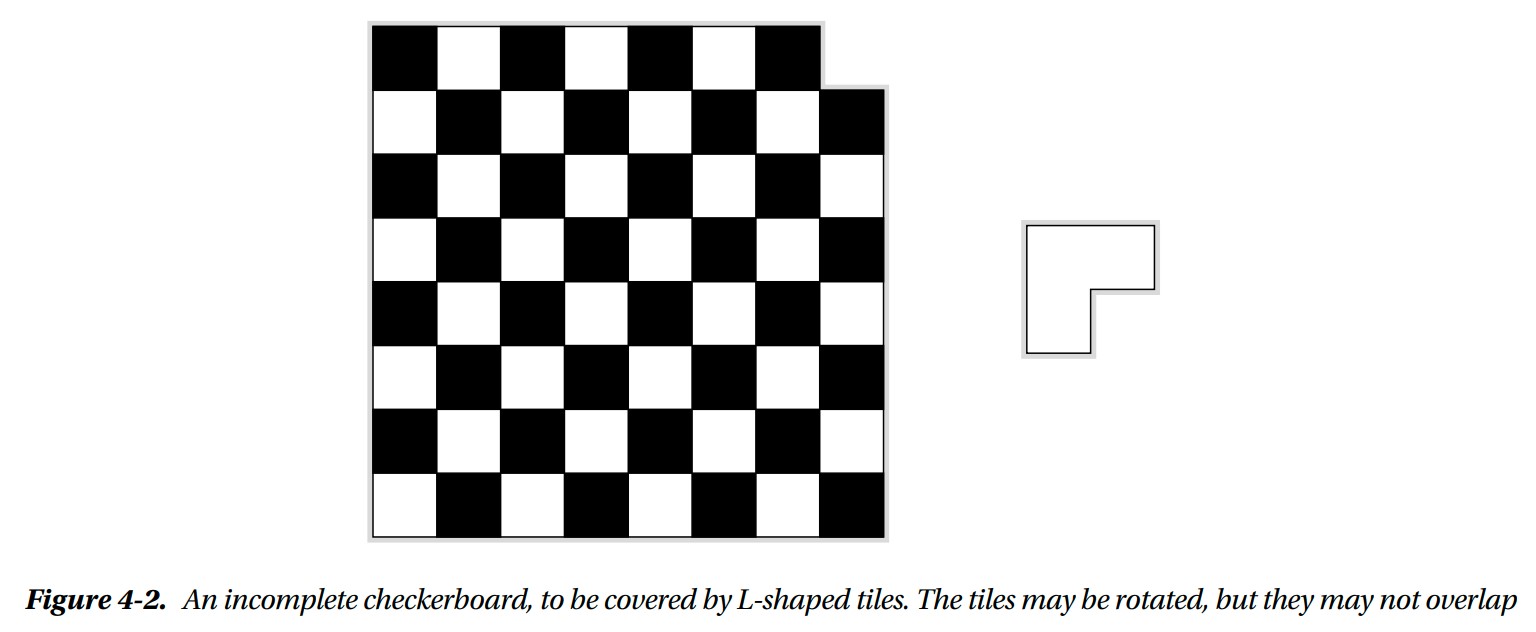 Figure 4-2. An incomplete checkerboard, to be covered by L-shaped tiles. The tiles may be rotated, but they may not overlap